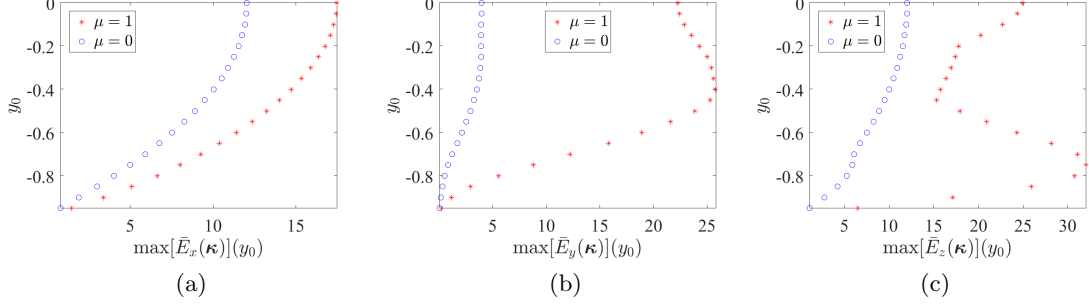 0
-0.2
-0.4
-0.6
-0.8
y₀
μ = 1
μ = 0
5 10 15
max[Ēₓ(κ)](y₀)
(a)
0
-0.2
-0.4
-0.6
-0.8
y₀
μ = 1
μ = 0
0 5 10 15 20 25
max[Ē_y(κ)](y₀)
(b)
0
-0.2
-0.4
-0.6
-0.8
y₀
μ = 1
μ = 0
5 10 15 20 25 30
max[Ē_z(κ)](y₀)
(c)